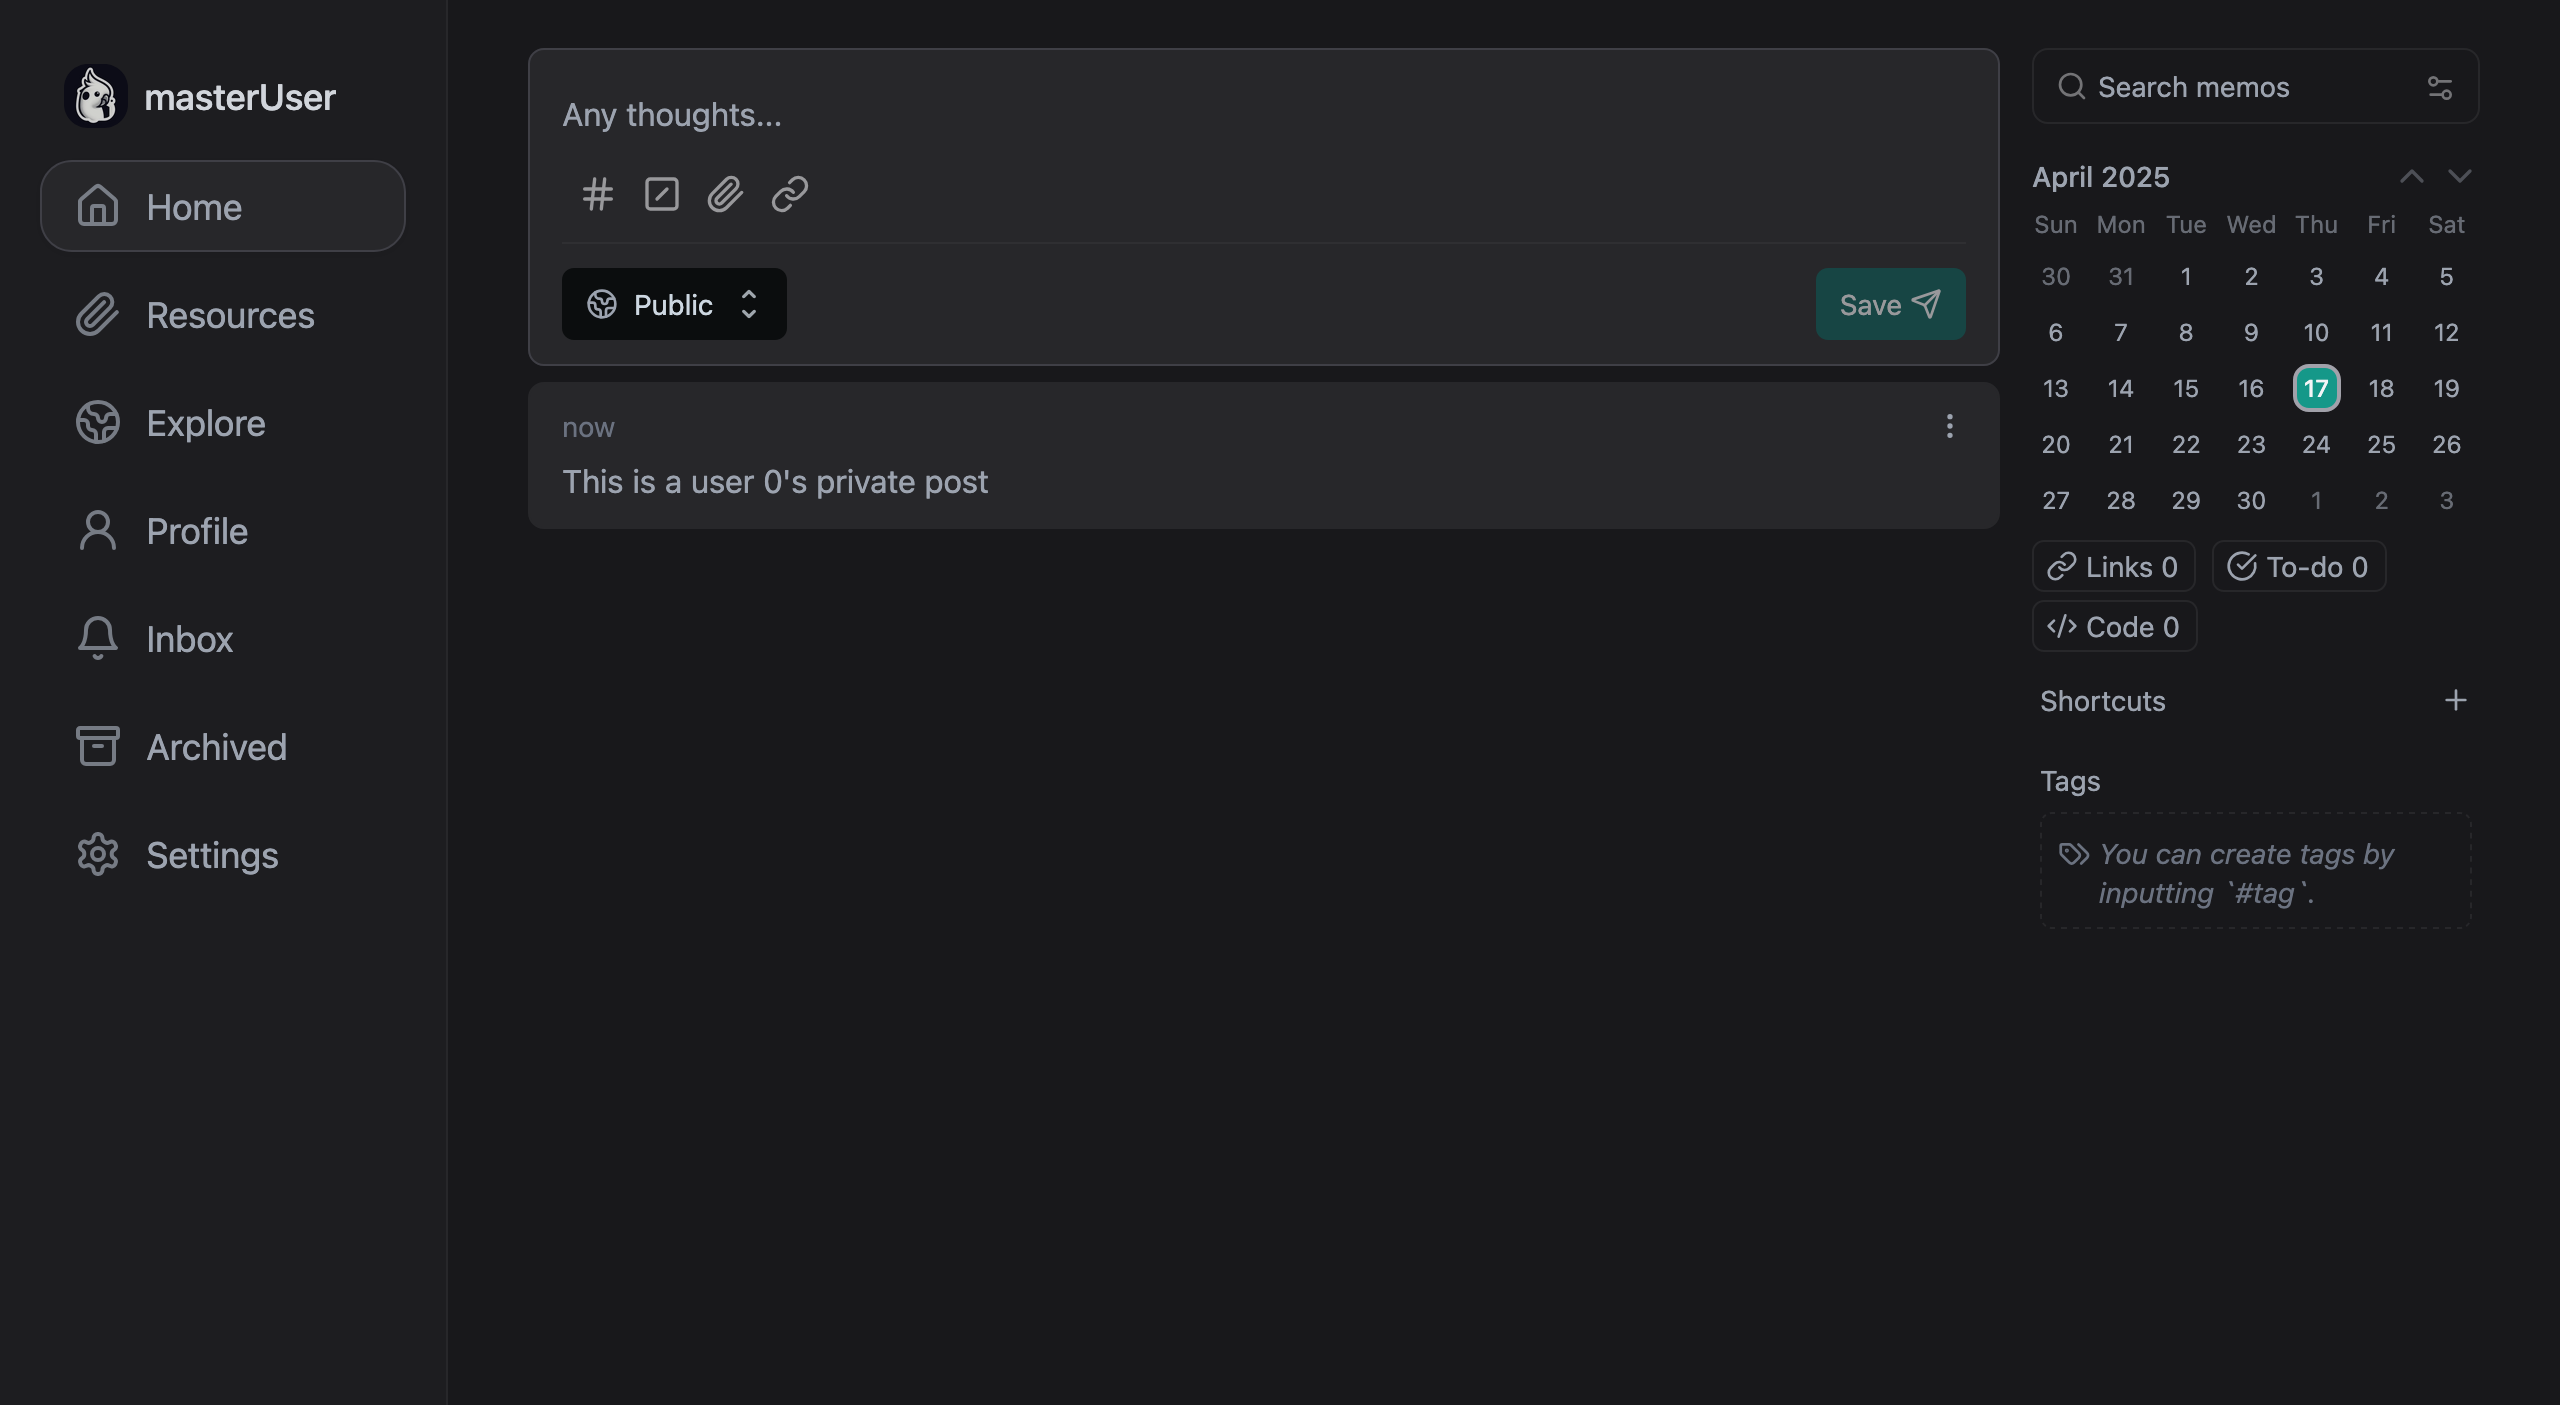 masterUser
Home
Resources
Explore
Profile
Inbox
Archived
Settings
Any thoughts...
Public
Save
now
This is a user 0's private post
Search memos
April 2025
Sun Mon Tue Wed Thu Fri Sat
30 31 1 2 3 4 5
6 7 8 9 10 11 12
13 14 15 16 17 18 19
20 21 22 23 24 25 26
27 28 29 30 1 2 3
Links 0 To-do 0
Code 0
Shortcuts
Tags
You can create tags by
inputting `#tag`.